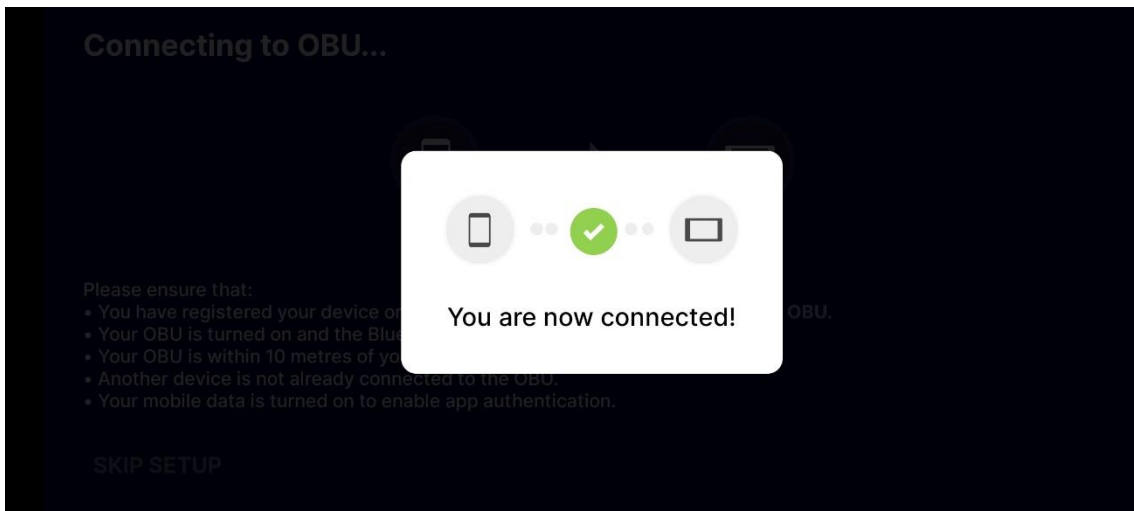 Connecting to OBU...
You are now connected!
Please ensure that:
• You have registered your device on OBU.
• Your OBU is turned on and the Blue
• Your OBU is within 10 metres of yo
• Another device is not already connected to the OBU.
• Your mobile data is turned on to enable app authentication.
SKIP SETUP